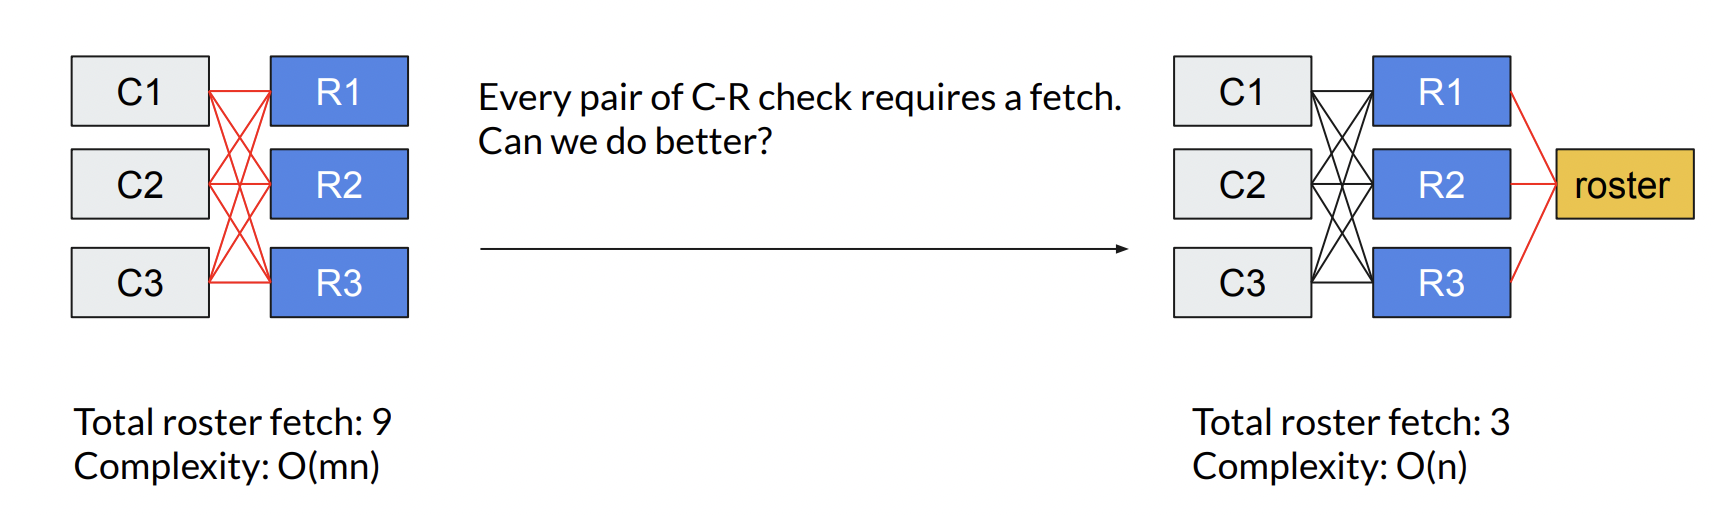 C1
R1
C2
R2
C3
R3
Total roster fetch: 9
Complexity: O(mn)
Every pair of C-R check requires a fetch.
Can we do better?
C1
R1
C2
R2
roster
C3
R3
Total roster fetch: 3
Complexity: O(n)